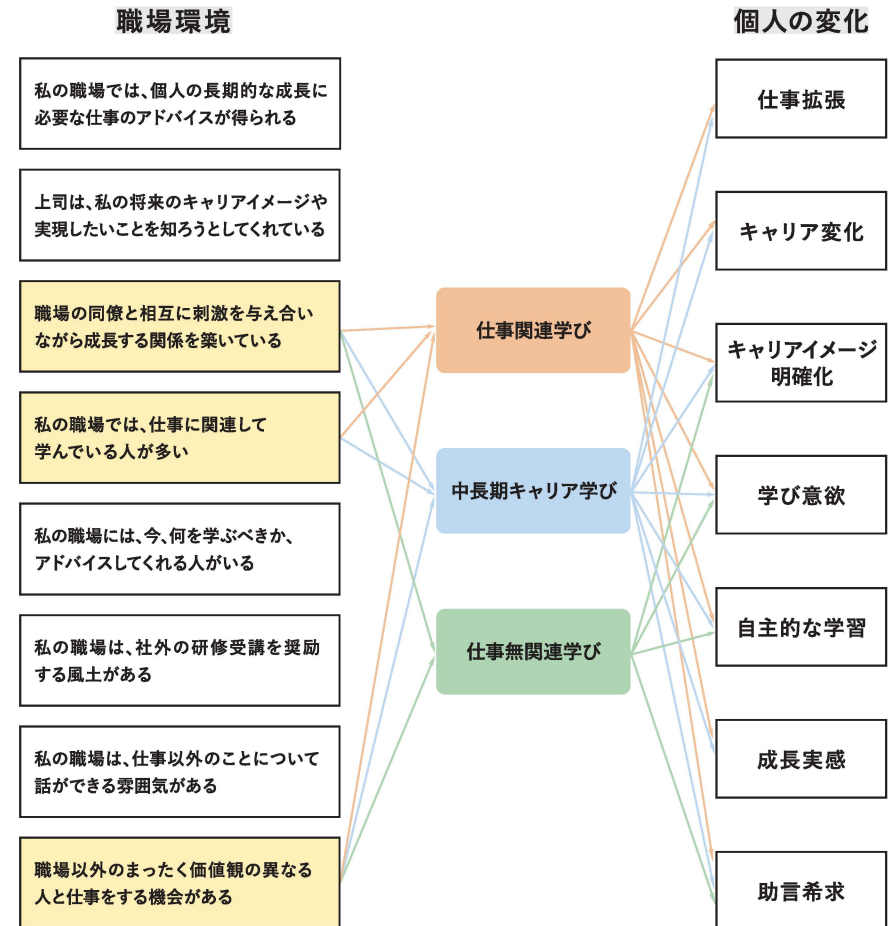 職場環境
私の職場では、個人の長期的な成長に
必要な仕事のアドバイスが得られる
上司は、私の将来のキャリアイメージや
実現したいことを知ろうとしてくれている
職場の同僚と相互に刺激を与え合い
ながら成長する関係を築いている
私の職場では、仕事に関連して
学んでいる人が多い
私の職場には、今、何を学ぶべきか、
アドバイスしてくれる人がいる
私の職場は、社外の研修受講を奨励
する風土がある
私の職場は、仕事以外のことについて
話ができる雰囲気がある
職場以外のまったく価値観の異なる
人と仕事をする機会がある
仕事関連学び
中長期キャリア学び
仕事無関連学び
個人の変化
仕事拡張
キャリア変化
キャリアイメージ
明確化
学び意欲
自主的な学習
成長実感
助言希求